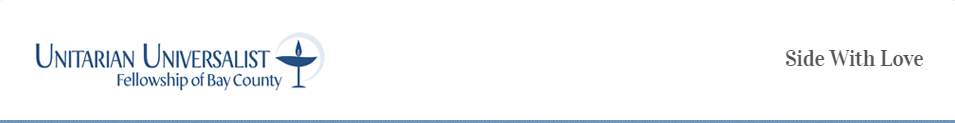 UNITARIAN UNIVERSALIST
Fellowship of Bay County
Side With Love